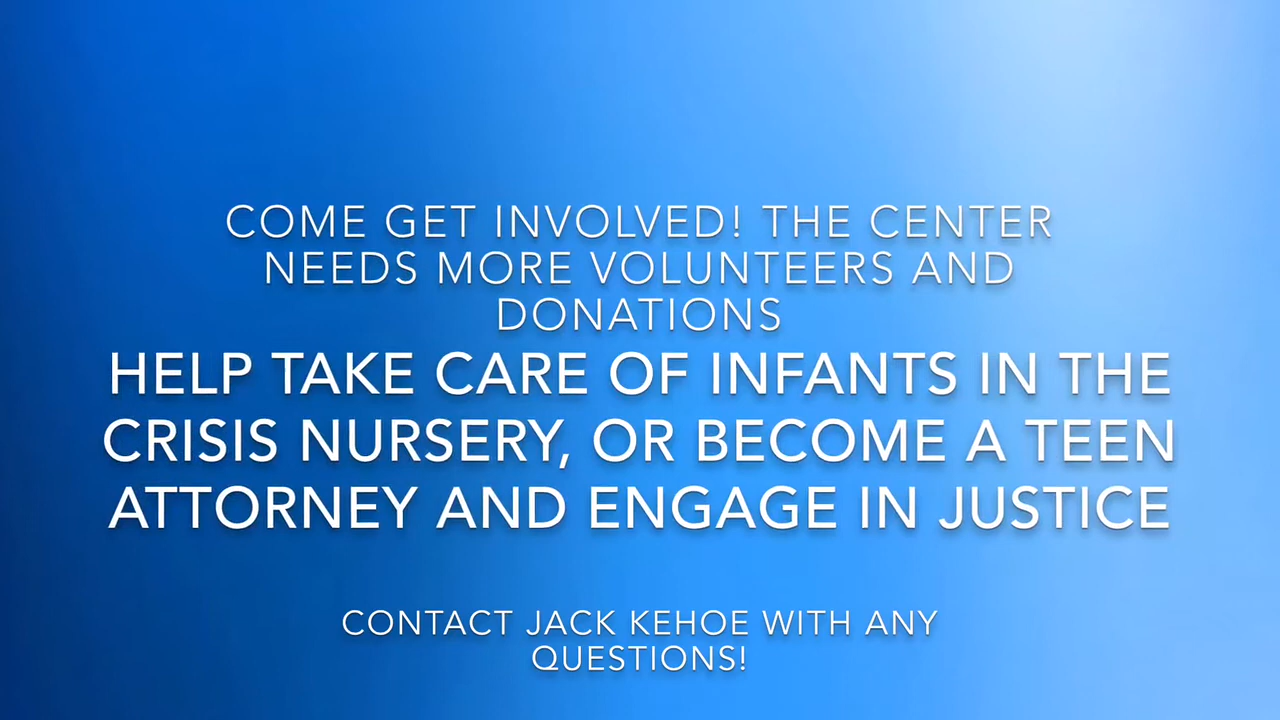 COME GET INVOLVED! THE CENTER
NEEDS MORE VOLUNTEERS AND
DONATIONS
HELP TAKE CARE OF INFANTS IN THE
CRISIS NURSERY, OR BECOME A TEEN
ATTORNEY AND ENGAGE IN JUSTICE
CONTACT JACK KEHOE WITH ANY
QUESTIONS!